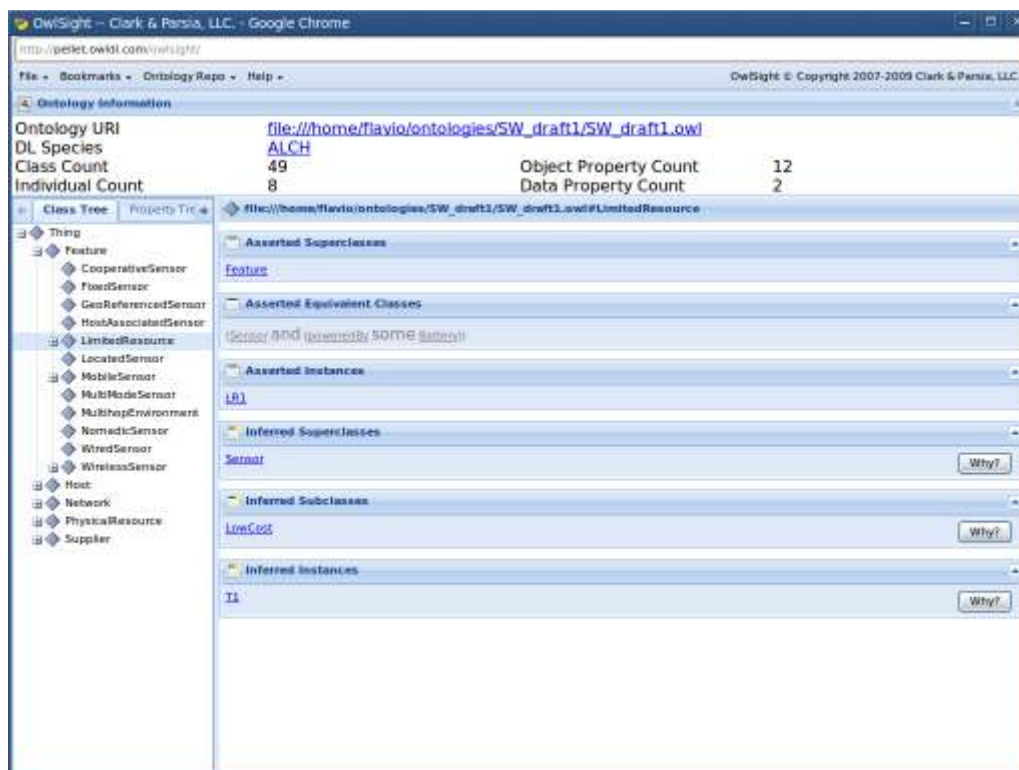 OwlSight -- Clark & Parsia, LLC. - Google Chrome
http://pellet.owldl.com/owlsight/
File Bookmarks Ontology Repo Help OwlSight © Copyright 2007-2009 Clark & Parsia, LLC
Ontology Information
Ontology URI file:///home/flavio/ontologies/SW_draft1/SW_draft1.owl
DL Species ALCH
Class Count 49 Object Property Count 12
Individual Count 8 Data Property Count 2
Class Tree Property Tre
file:///home/flavio/ontologies/SW_draft1/SW_draft1.owl#LimitedResource
Thing
Feature
CooperativeSensor
FixedSensor
GeoReferencedSensor
HostAssociatedSensor
LimitedResource
LocatedSensor
MobileSensor
MultiModeSensor
MultihopEnvironment
NomadicSensor
WiredSensor
WirelessSensor
Host
Network
PhysicalResource
Supplier
Asserted Superclasses
Feature
Asserted Equivalent Classes
(Sensor and (poweredBy some Battery))
Asserted Instances
LR1
Inferred Superclasses
Sensor Why?
Inferred Subclasses
LowCost Why?
Inferred Instances
T1 Why?